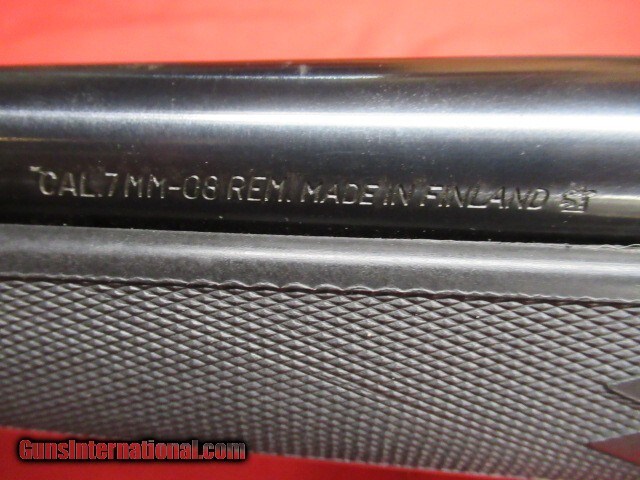 CAL.7MM-08 REM. MADE IN FINLAND
GunsInternational.com